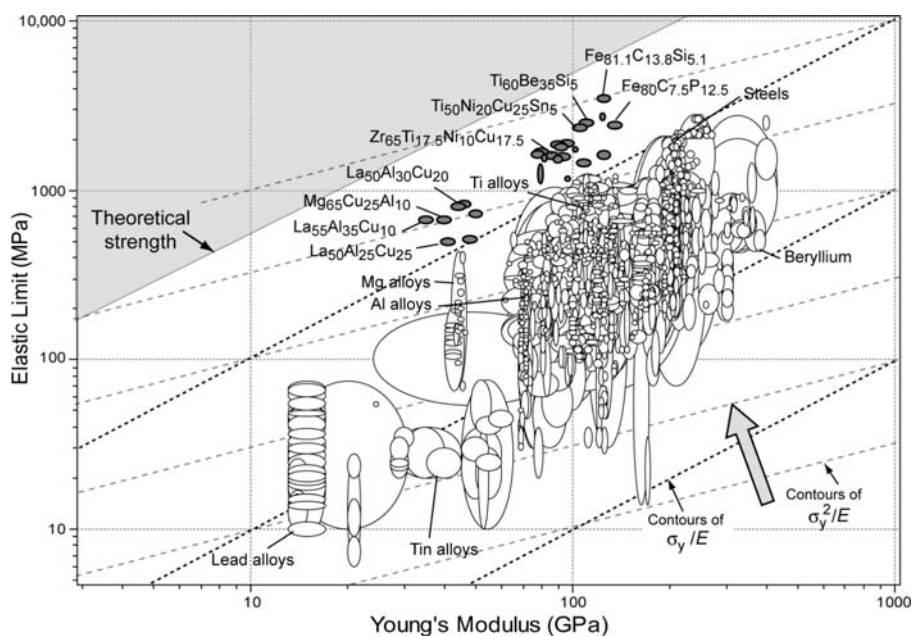 10,000
1000
100
10
Elastic Limit (MPa)
Fe81.1C13.8Si5.1
Ti60Be35Si5
Fe80C7.5P12.5
Ti50Ni20Cu25Sn5
Steels
Zr65Ti17.5Nr10Cu17.5
La50Al30Cu20
Ti alloys
Mg65Cu25Al10
Theoretical
strength
La55Al35Cu10
La50Al25Cu25
Beryllium
Mg alloys
Al alloys
Contours of
σy2/E
Contours of
σy/E
Lead alloys
Tin alloys
10
100
1000
Young's Modulus (GPa)